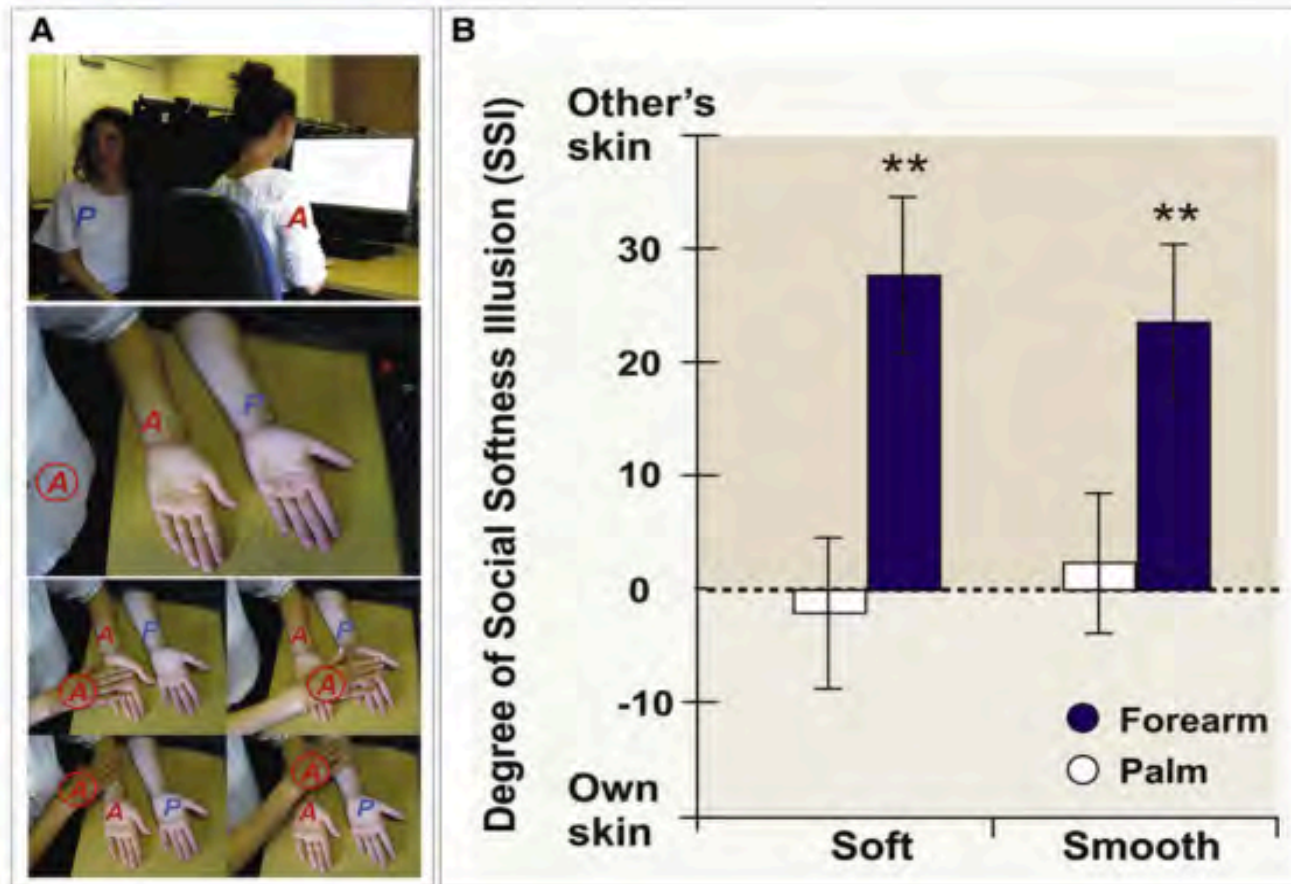 A
P
A
A
P
A
A
P
A
A
P
A
A
P
A
A
P
A
B
Degree of Social Softness Illusion (SSI)
Other's
skin
**
**
30
20
10
0
-10
Forearm
Palm
Own
skin
Soft
Smooth